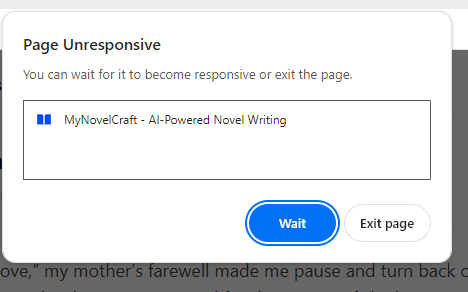 Page Unresponsive
You can wait for it to become responsive or exit the page.
MyNovelCraft - AI-Powered Novel Writing
Wait
Exit page
ove,” my mother’s farewell made me pause and turn back